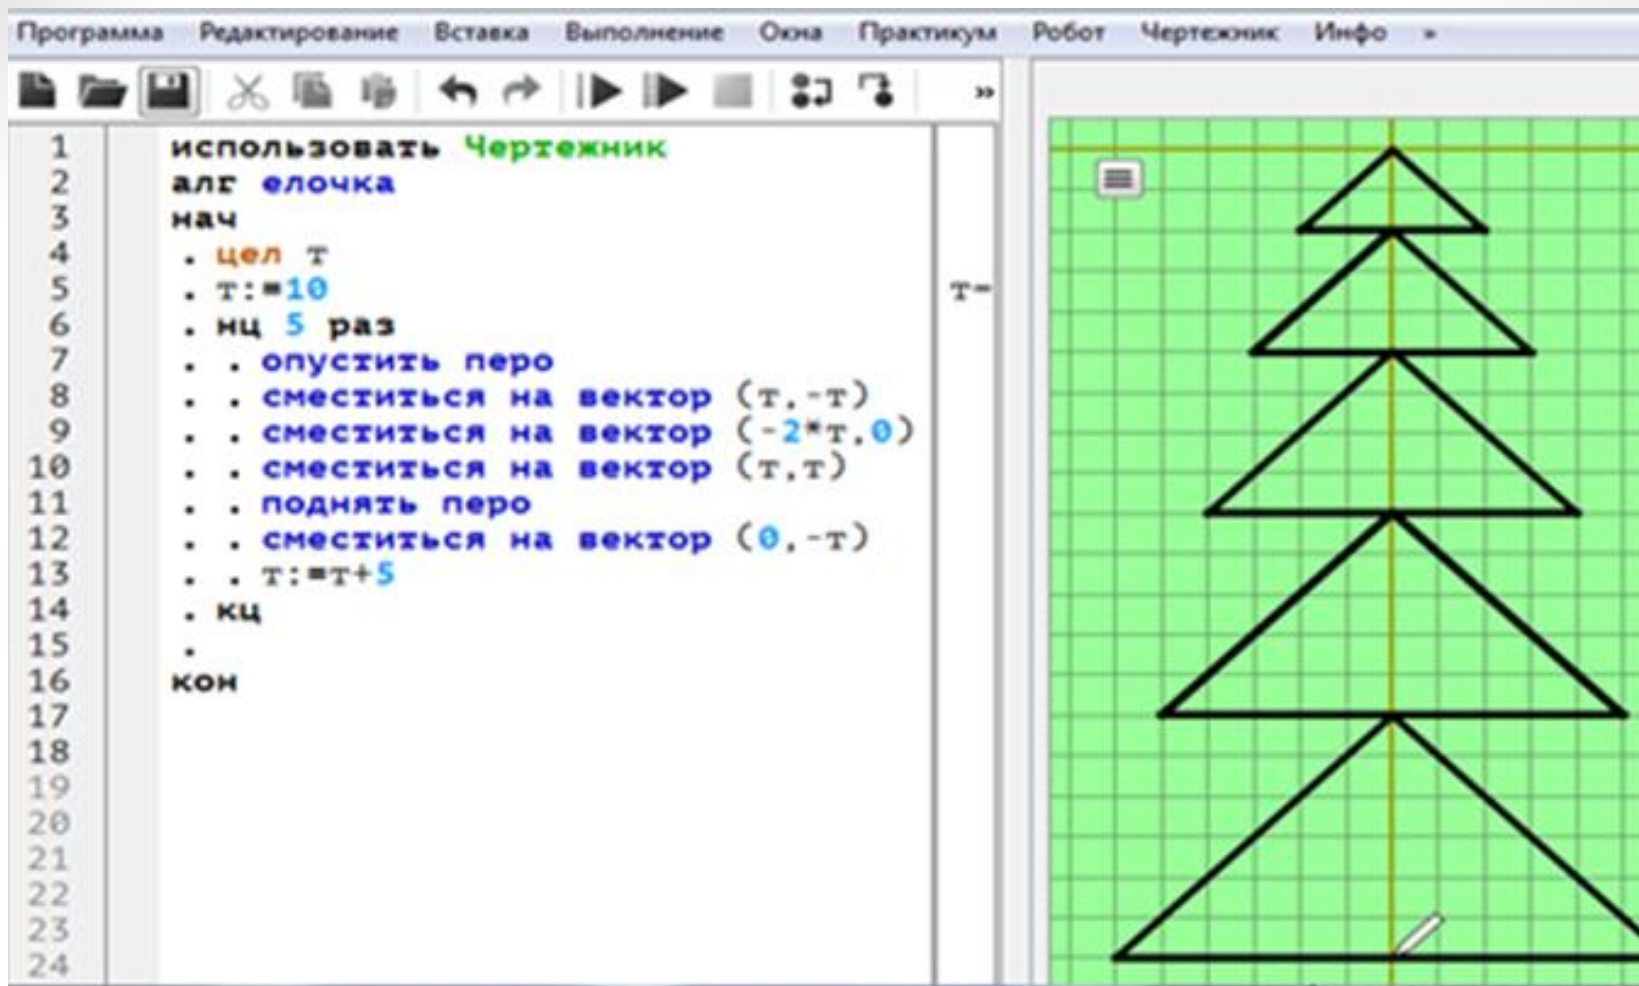 Программа Редактирование Вставка Выполнение Окна Практикум Робот Чертежник Инфо »
»
1 использовать Чертежник
2 алг елочка
3 нач
4 . цел т
5 . т:=10 т=
6 . нц 5 раз
7 . . опустить перо
8 . . сместиться на вектор (т,-т)
9 . . сместиться на вектор (-2*т,0)
10 . . сместиться на вектор (т,т)
11 . . поднять перо
12 . . сместиться на вектор (0,-т)
13 . . т:=т+5
14 . кц
15 .
16 кон
17
18
19
20
21
22
23
24